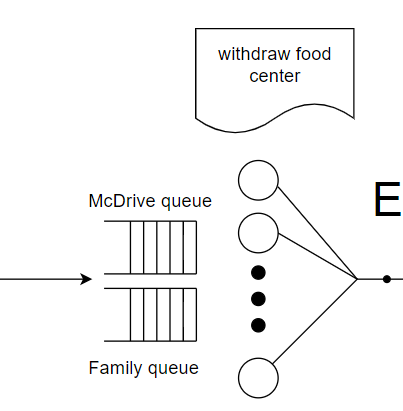 withdraw food
center
McDrive queue
E
Family queue